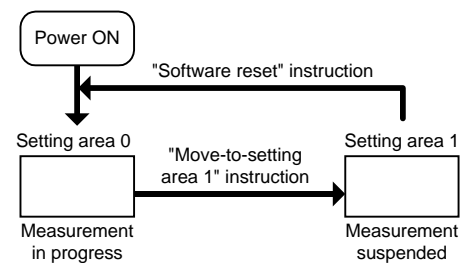 Power ON
"Software reset" instruction
Setting area 0
Setting area 1
"Move-to-setting
area 1" instruction
Measurement
in progress
Measurement
suspended